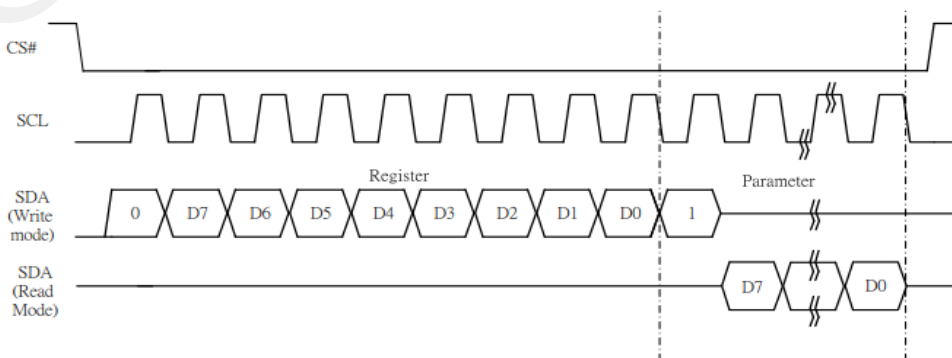 CS#
SCL
Register
Parameter
SDA
(Write
mode)
0 D7 D6 D5 D4 D3 D2 D1 D0 1
SDA
(Read
Mode)
D7 D0